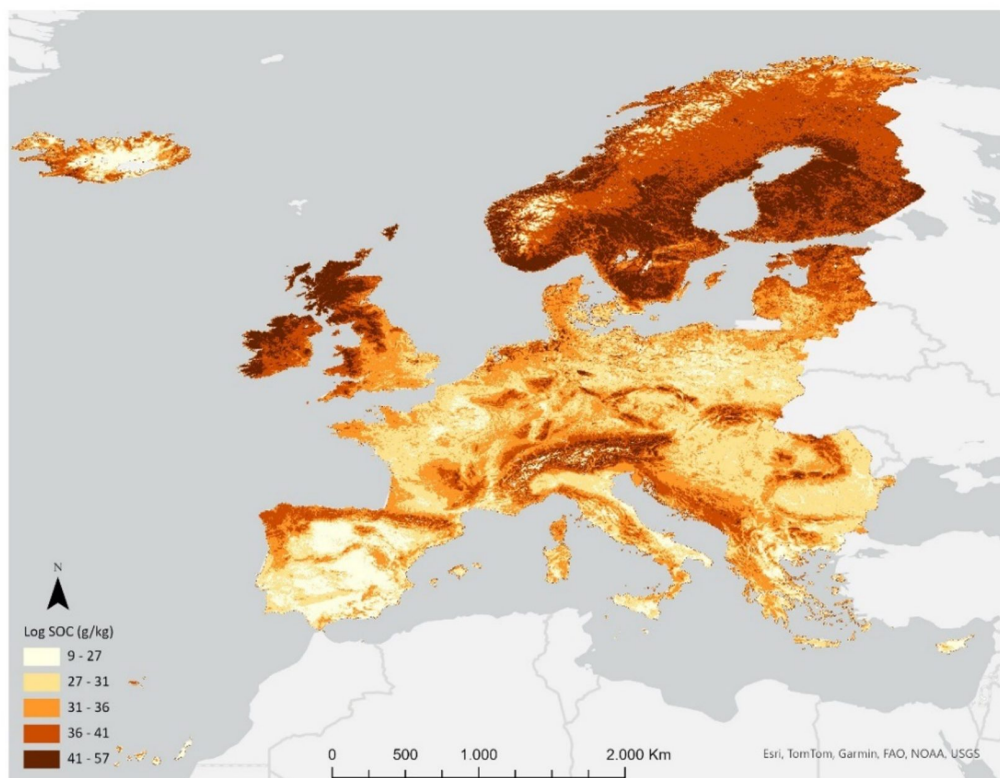 N
Log SOC (g/kg)
9 - 27
27 - 31
31 - 36
36 - 41
41 - 57
0 500 1.000 2.000 Km
Esri, TomTom, Garmin, FAO, NOAA, USGS